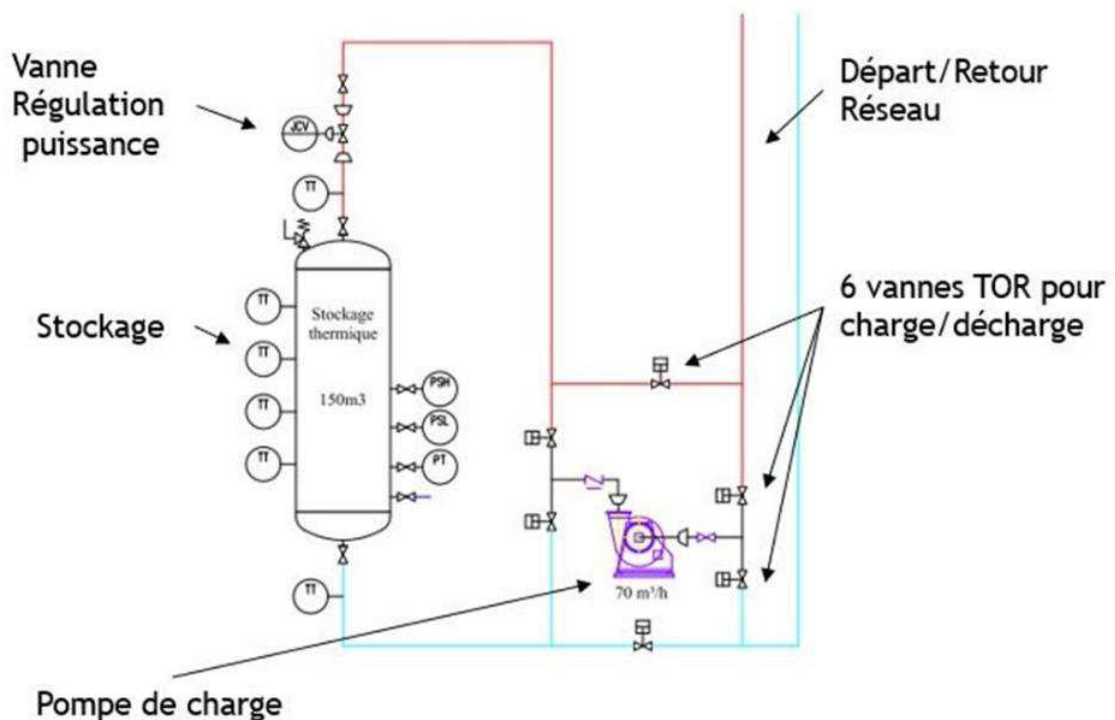 Vanne
Régulation
puissance
JCV
TT
Départ/Retour
Réseau
Stockage
TT
TT
TT
TT
Stockage
thermique
150m3
PSH
PSL
PT
6 vannes TOR pour
charge/décharge
TT
70 m³/h
Pompe de charge